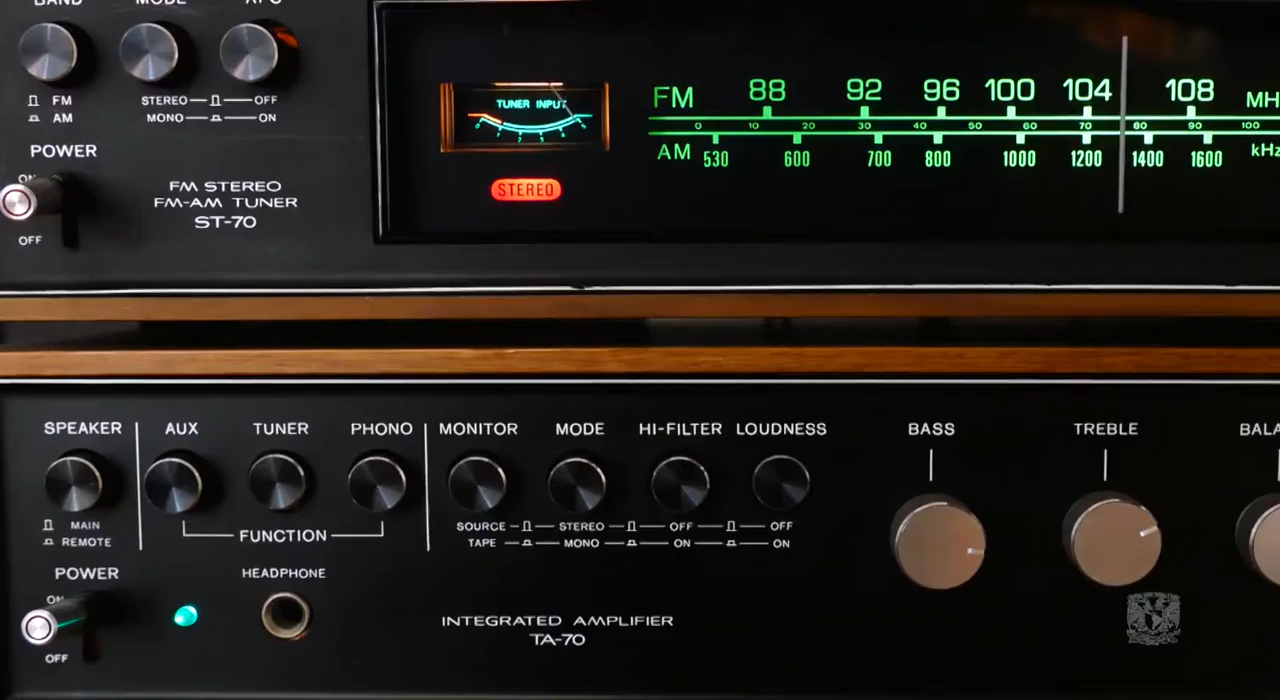 BAND MODE AFC
FM STEREO OFF
AM MONO ON
POWER
ON
OFF
FM STEREO
FM-AM TUNER
ST-70
TUNER INPUT
STEREO
FM 88 92 96 100 104 108 MH
0 10 20 30 40 50 60 70 80 90 100
AM 530 600 700 800 1000 1200 1400 1600 kHz
SPEAKER AUX TUNER PHONO MONITOR MODE HI-FILTER LOUDNESS BASS TREBLE BALA
MAIN SOURCE STEREO OFF OFF
REMOTE FUNCTION TAPE MONO ON ON
POWER HEADPHONE
ON
OFF
INTEGRATED AMPLIFIER
TA-70